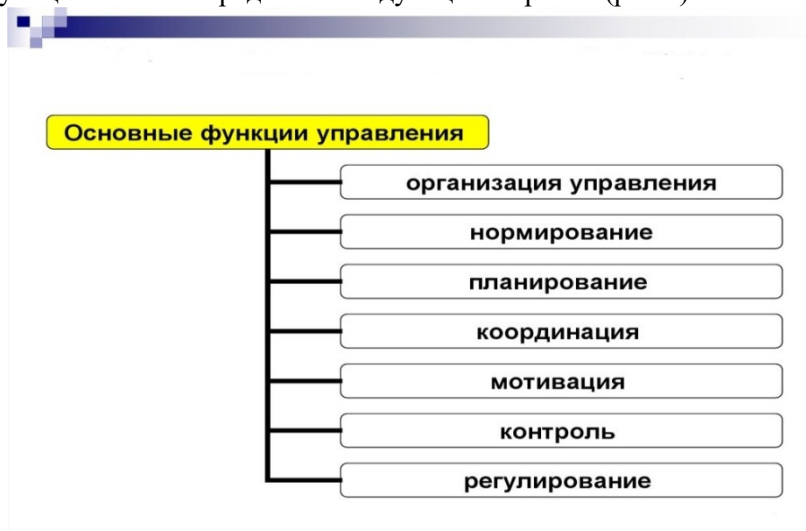 Основные функции управления
организация управления
нормирование
планирование
координация
мотивация
контроль
регулирование